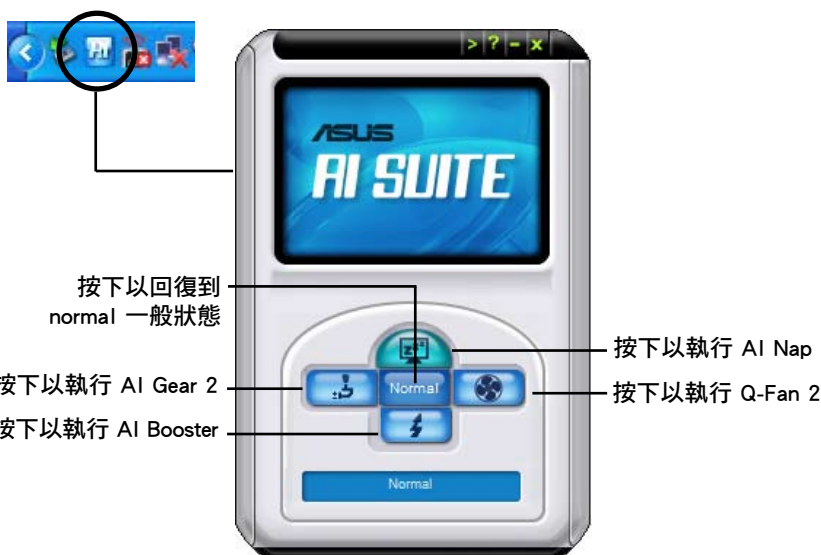 > ? - x
ASUS
AI SUITE
按下以回復到
normal 一般狀態
按下以執行 AI Nap
按下以執行 AI Gear 2
Normal
按下以執行 Q-Fan 2
按下以執行 AI Booster
Normal